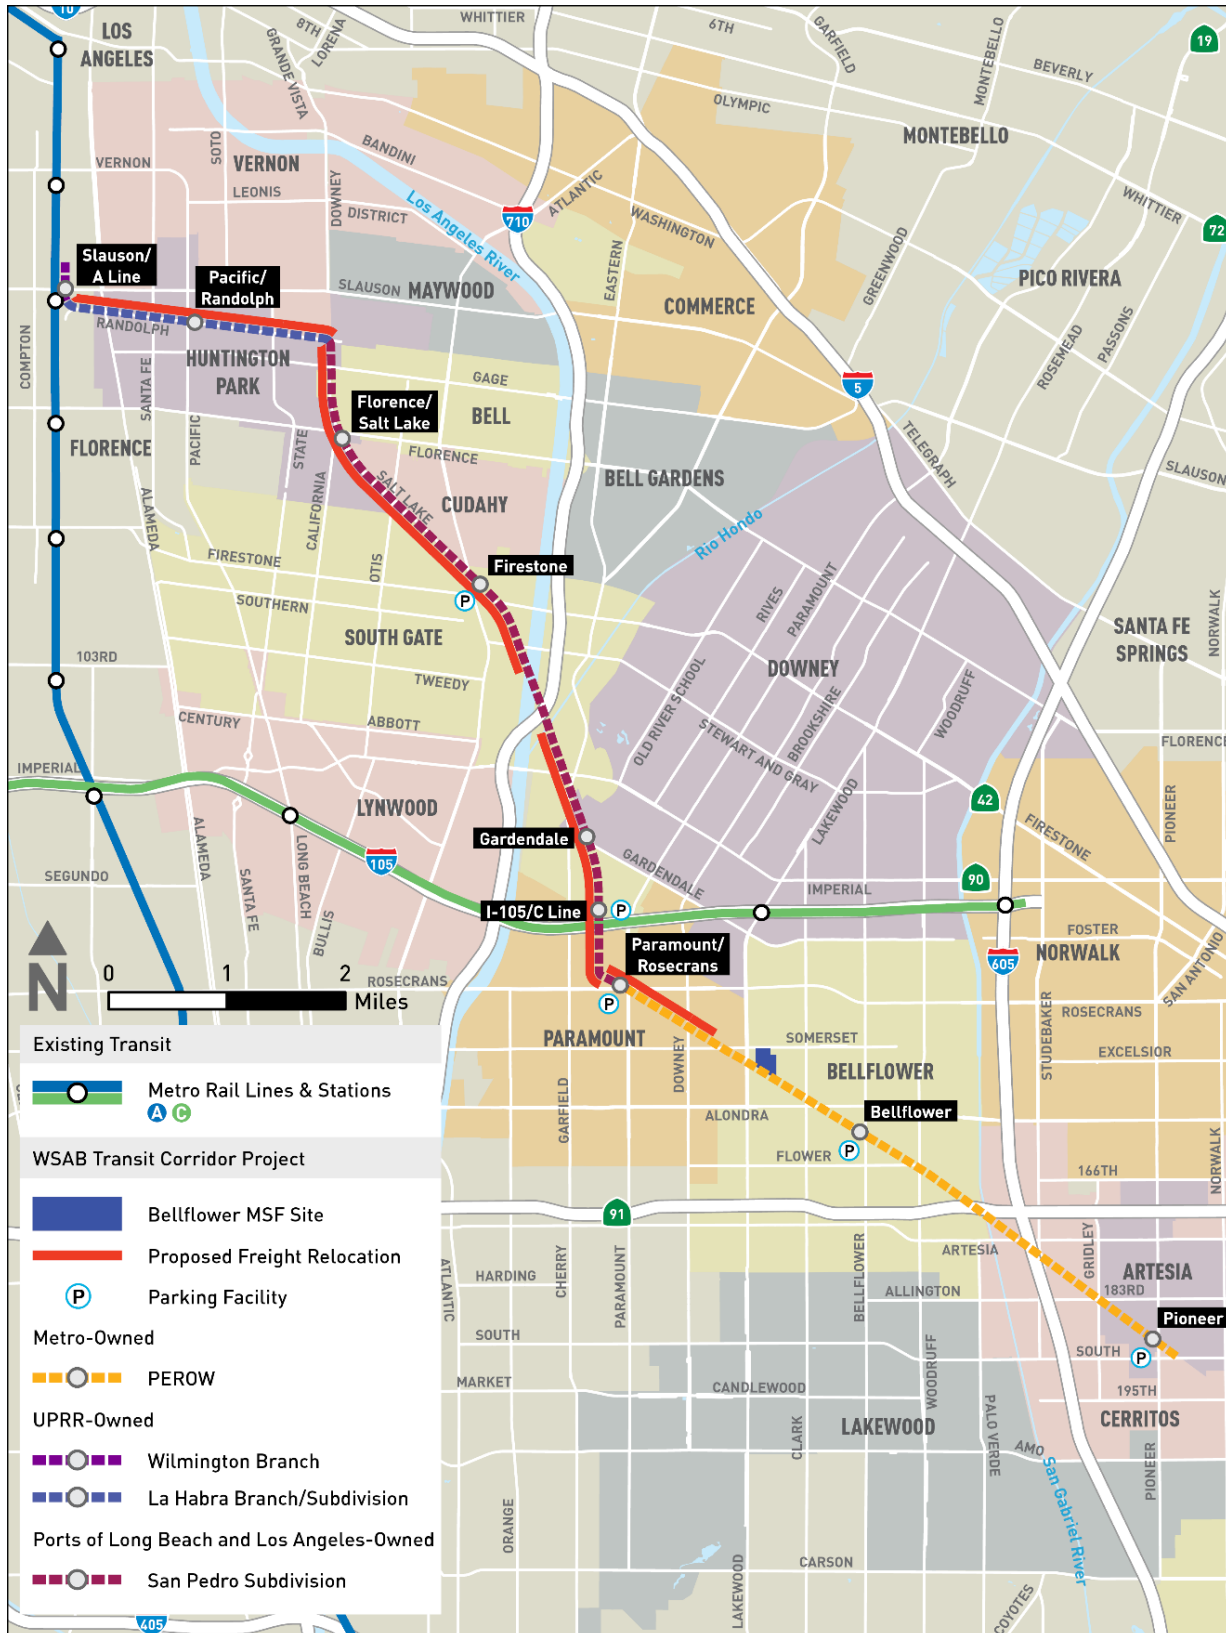 10
LOS
ANGELES
8TH
LORENA
GRANDE VISTA
WHITTIER
6TH
GARFIELD
MONTEBELLO
BEVERLY
19
OLYMPIC
MONTEBELLO
SOTO
VERNON
VERNON
BANDINI
LEONIS
DOWNEY
DISTRICT
Los Angeles River
710
ATLANTIC
WASHINGTON
EASTERN
GREENWOOD
WHITTIER
72
Slauson/
A Line
Pacific/
Randolph
SLAUSON
MAYWOOD
COMMERCE
PICO RIVERA
ROSEMEAD
PASSONS
COMPTON
RANDOLPH
HUNTINGTON
PARK
SANTA FE
PACIFIC
GAGE
Florence/
Salt Lake
BELL
5
FLORENCE
STATE
CALIFORNIA
FLORENCE
SALT LAKE
CUDAHY
BELL GARDENS
TELEGRAPH
SLAUSON
ALAMEDA
Rio Hondo
FIRESTONE
OTIS
Firestone
P
SOUTHERN
SOUTH GATE
RIVES
PARAMOUNT
NORWALK
SANTA FE
SPRINGS
103RD
TWEEDY
DOWNEY
OLD RIVER SCHOOL
BROOKSHIRE
WOODRUFF
CENTURY
ABBOTT
STEWART AND GRAY
FLORENCE
IMPERIAL
LYNWOOD
LAKEWOOD
42
PIONEER
FIRESTONE
Gardendale
ALAMEDA
LONG BEACH
105
GARDENDALE
IMPERIAL
90
SEGUNDO
SANTA FE
BULLIS
I-105/C Line
P
N
0
1
2
Miles
ROSECRANS
Paramount/
Rosecrans
P
605
FOSTER
NORWALK
SAN ANTONIO
ROSECRANS
PARAMOUNT
DOWNEY
SOMERSET
STUDEBAKER
EXCELSIOR
BELLFLOWER
GARFIELD
ALONDRA
Bellflower
P
FLOWER
NORWALK
166TH
91
ARTESIA
GRIDLEY
ARTESIA
ATLANTIC
HARDING
CHERRY
PARAMOUNT
BELLFLOWER
ALLINGTON
183RD
Pioneer
P
SOUTH
SOUTH
MARKET
CANDLEWOOD
WOODRUFF
195TH
CLARK
LAKEWOOD
PALO VERDE
CERRITOS
AMO
San Gabriel River
PIONEER
ORANGE
LAKEWOOD
CARSON
COYOTES
405
Existing Transit
Metro Rail Lines & Stations
A C
WSAB Transit Corridor Project
Bellflower MSF Site
Proposed Freight Relocation
P Parking Facility
Metro-Owned
PEROW
UPRR-Owned
Wilmington Branch
La Habra Branch/Subdivision
Ports of Long Beach and Los Angeles-Owned
San Pedro Subdivision